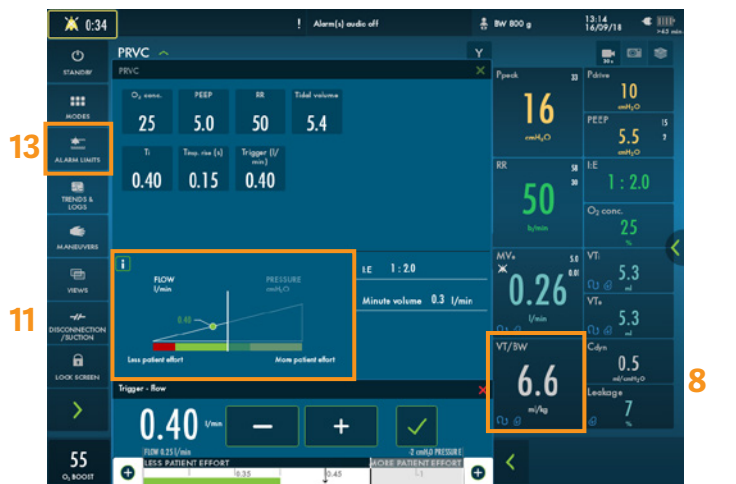 0:34
! Alarm(s) audio off
BW 800 g
13:14
16/09/18
>43 min
STANDBY
MODES
13
ALARM LIMITS
TRENDS &
LOGS
MANEUVERS
VIEWS
11
DISCONNECTION
/SUCTION
LOCK SCREEN
55
O₂ BOOST
PRVC
Y
PRVC
O₂ conc.
25
PEEP
5.0
RR
50
Tidal volume
5.4
Ti
0.40
Tinsp. rise (s)
0.15
Trigger (l/
min)
0.40
i
FLOW
l/min
PRESSURE
cmH₂O
0.40
Less patient effort
More patient effort
I:E 1 : 2.0
Minute volume 0.3 l/min
Trigger - flow
0.40 l/min
FLOW 0.25 l/min
-2 cmH₂O PRESSURE
LESS PATIENT EFFORT
MORE PATIENT EFFORT
0.35
0.45
-1
30 s
Ppeak
33
16
cmH₂O
Pdrive
10
cmH₂O
PEEP
15
5.5
2
cmH₂O
RR
58
30
50
b/min
I:E
1 : 2.0
O₂ conc.
25
%
MVe
5.0
0.01
0.26
l/min
VTi
5.3
ml
VTe
5.3
ml
VT/BW
6.6
ml/kg
8
Cdyn
0.5
ml/cmH₂O
Leakage
7
%